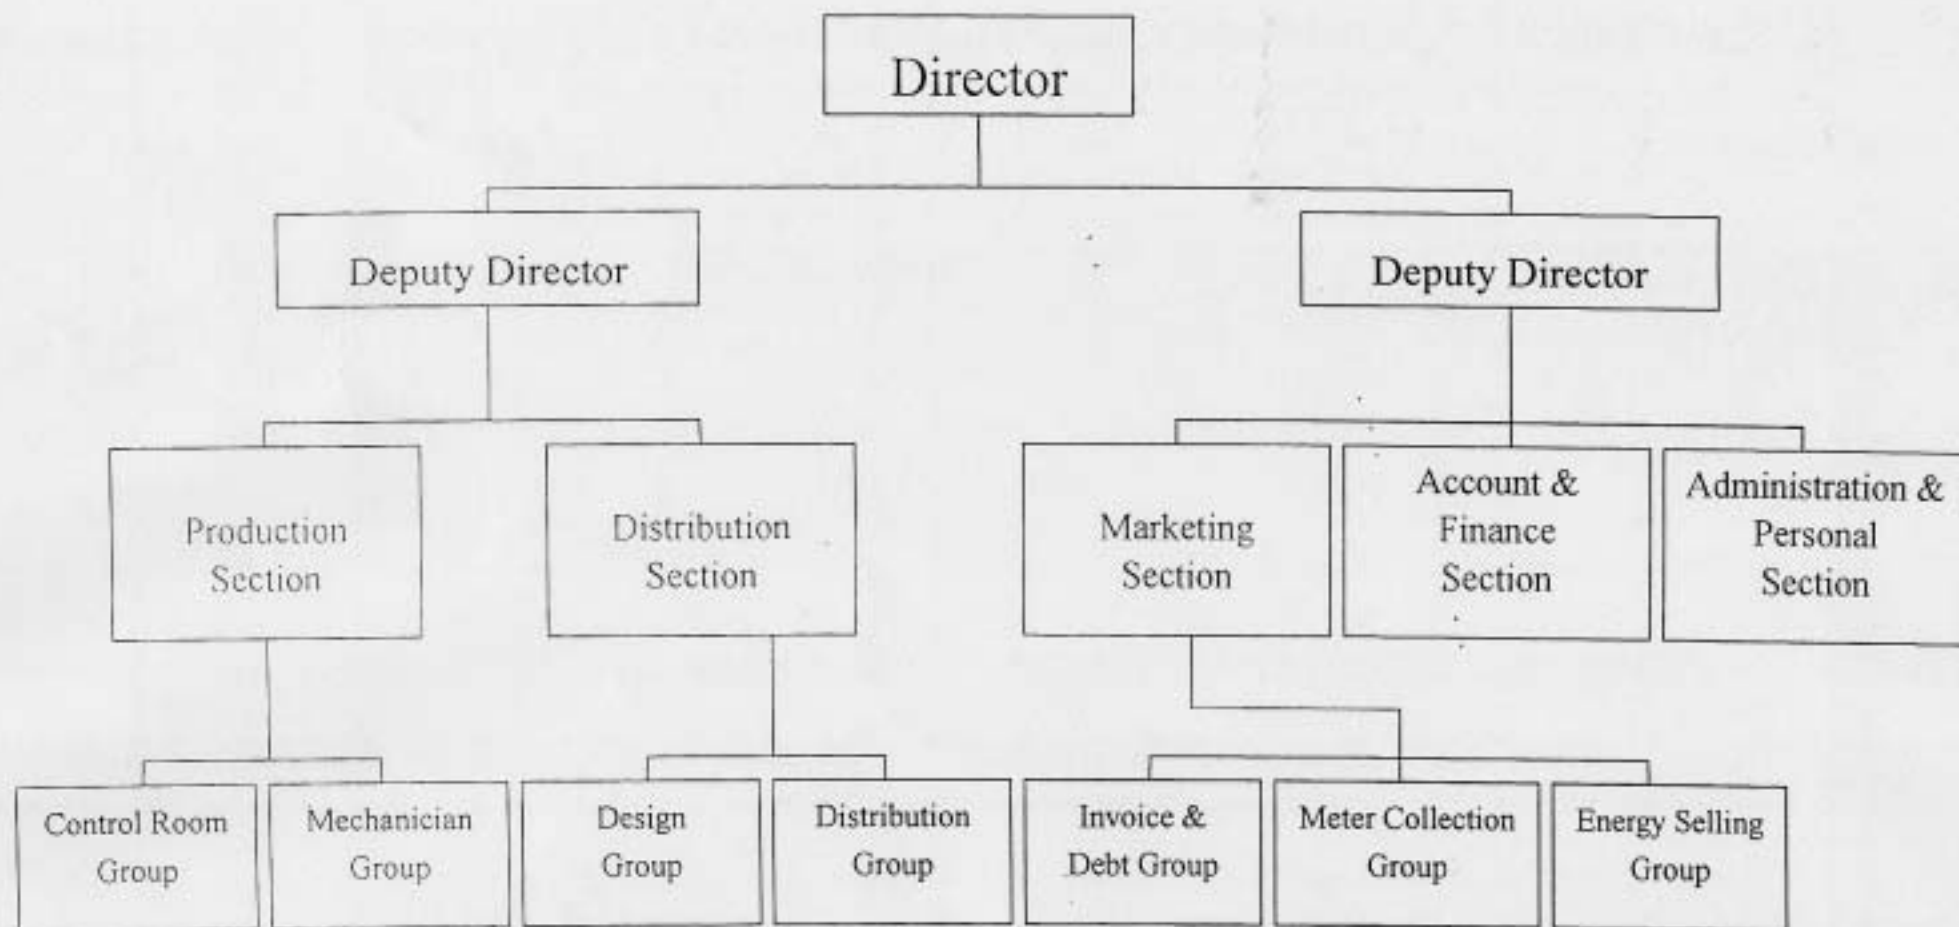 Director
Deputy Director
Deputy Director
Production
Section
Distribution
Section
Marketing
Section
Account &
Finance
Section
Administration &
Personal
Section
Control Room
Group
Mechanician
Group
Design
Group
Distribution
Group
Invoice &
Debt Group
Meter Collection
Group
Energy Selling
Group